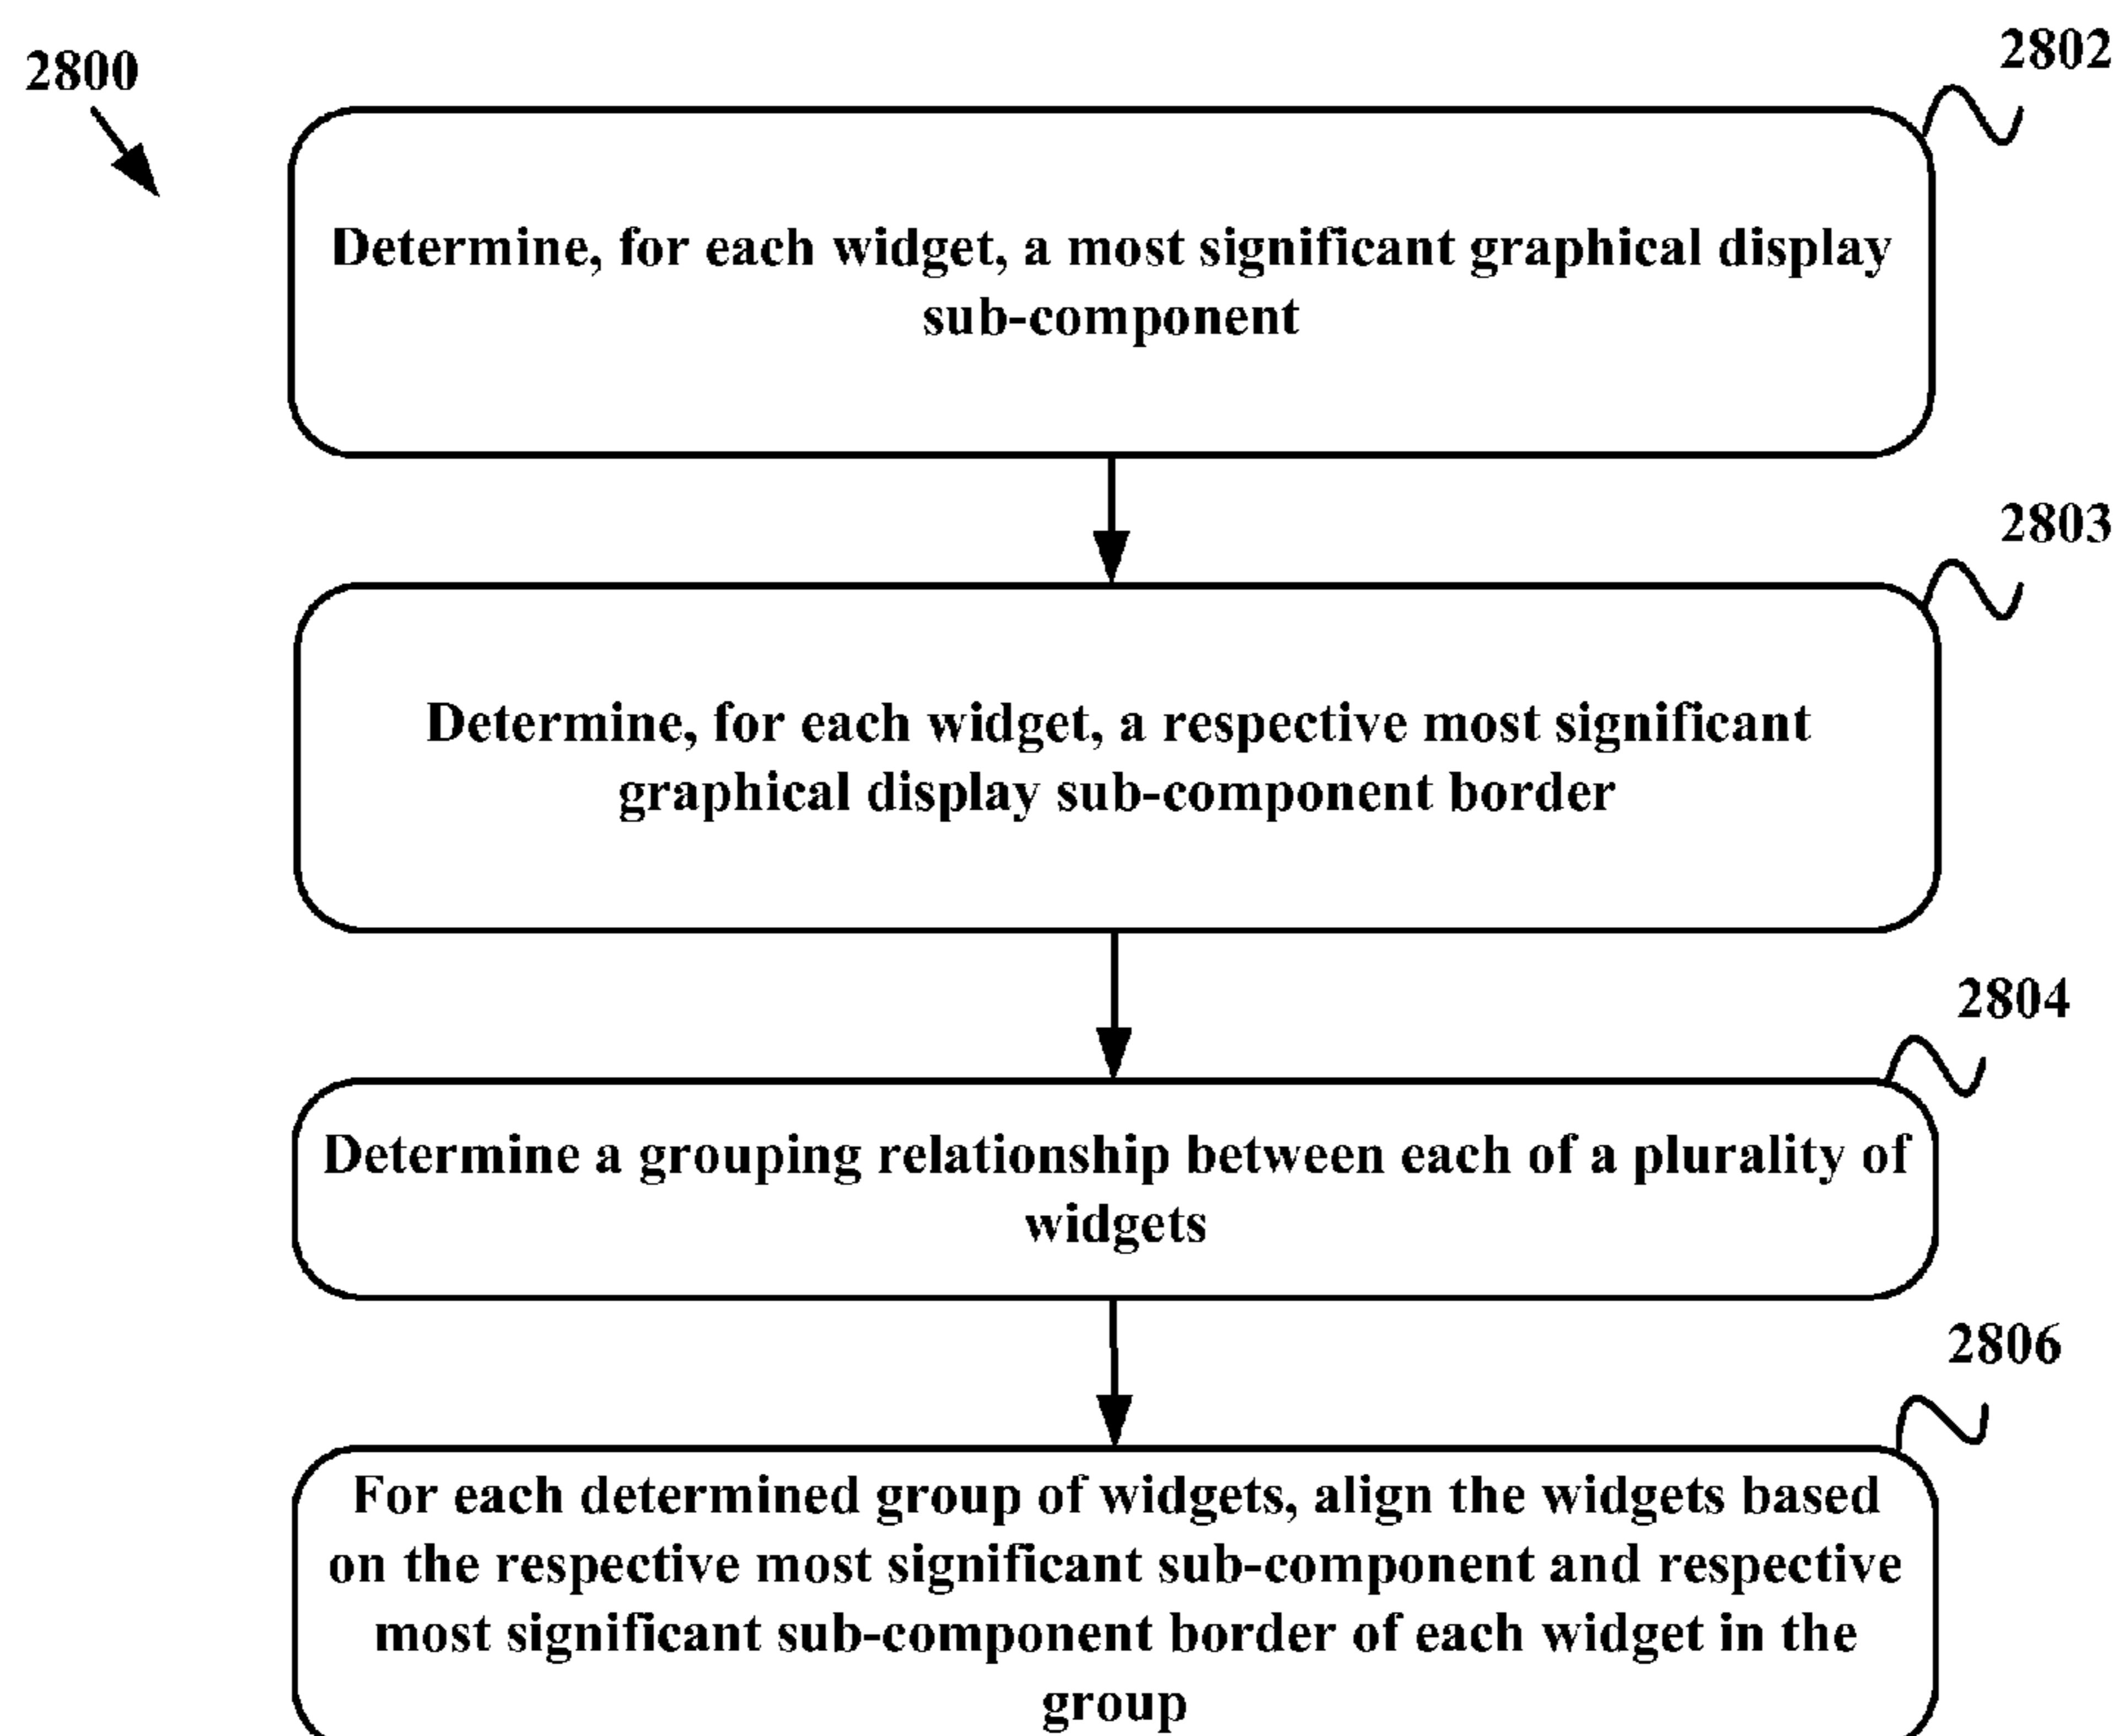 2800
2802
Determine, for each widget, a most significant graphical display
sub-component
2803
Determine, for each widget, a respective most significant
graphical display sub-component border
2804
Determine a grouping relationship between each of a plurality of
widgets
2806
For each determined group of widgets, align the widgets based
on the respective most significant sub-component and respective
most significant sub-component border of each widget in the
group